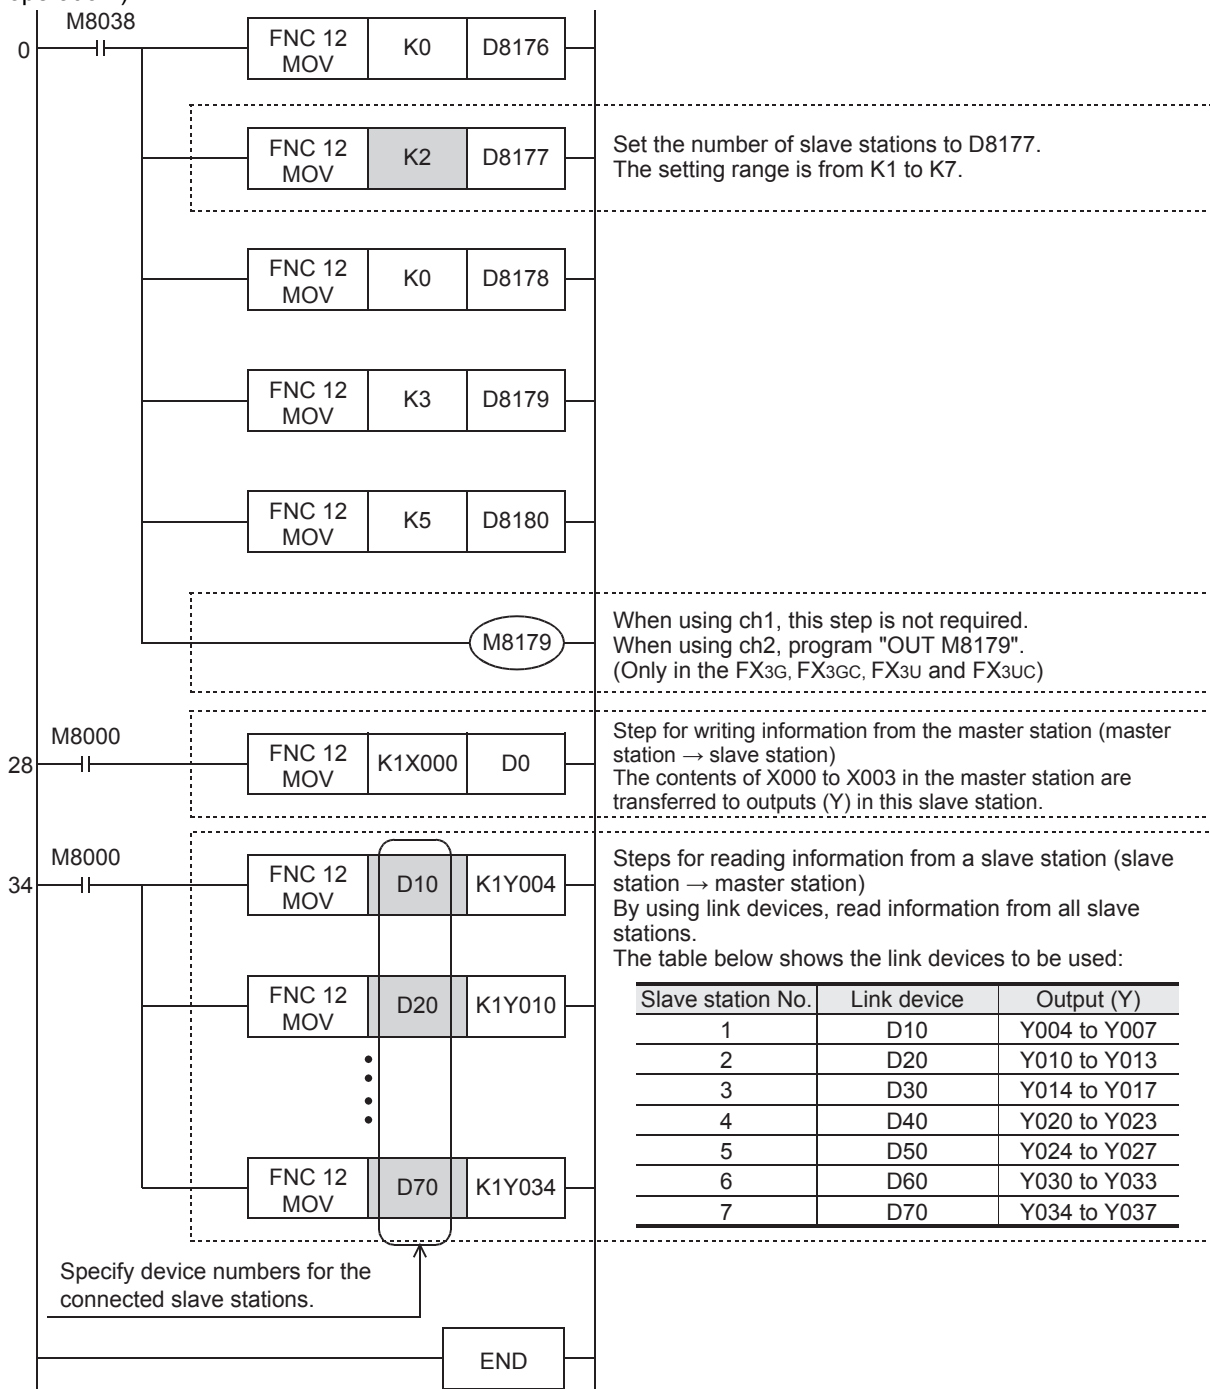 M8038
0
FNC 12
MOV
K0
D8176
FNC 12
MOV
K2
D8177
Set the number of slave stations to D8177.
The setting range is from K1 to K7.
FNC 12
MOV
K0
D8178
FNC 12
MOV
K3
D8179
FNC 12
MOV
K5
D8180
M8179
When using ch1, this step is not required.
When using ch2, program "OUT M8179".
(Only in the FX3G, FX3GC, FX3U and FX3UC)
M8000
28
FNC 12
MOV
K1X000
D0
Step for writing information from the master station (master
station → slave station)
The contents of X000 to X003 in the master station are
transferred to outputs (Y) in this slave station.
M8000
34
FNC 12
MOV
D10
K1Y004
Steps for reading information from a slave station (slave
station → master station)
By using link devices, read information from all slave
stations.
The table below shows the link devices to be used:
FNC 12
MOV
D20
K1Y010
FNC 12
MOV
D70
K1Y034
Slave station No. Link device Output (Y)
1 D10 Y004 to Y007
2 D20 Y010 to Y013
3 D30 Y014 to Y017
4 D40 Y020 to Y023
5 D50 Y024 to Y027
6 D60 Y030 to Y033
7 D70 Y034 to Y037
Specify device numbers for the
connected slave stations.
END